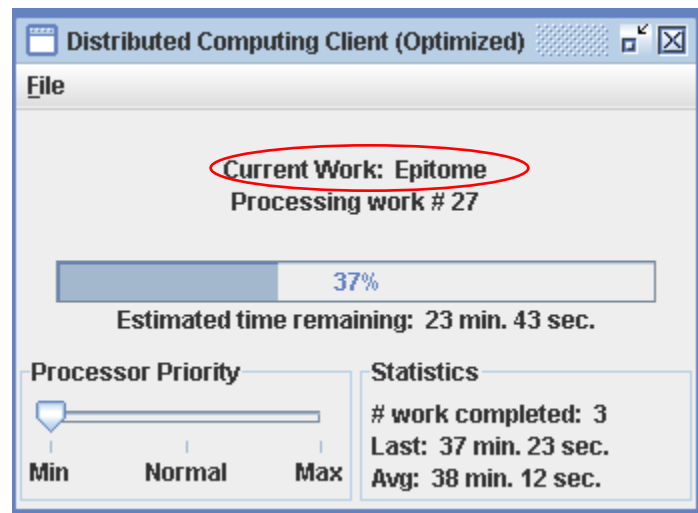 Distributed Computing Client (Optimized)
File
Current Work: Epitome
Processing work # 27
37%
Estimated time remaining: 23 min. 43 sec.
Processor Priority
Min Normal Max
Statistics
# work completed: 3
Last: 37 min. 23 sec.
Avg: 38 min. 12 sec.